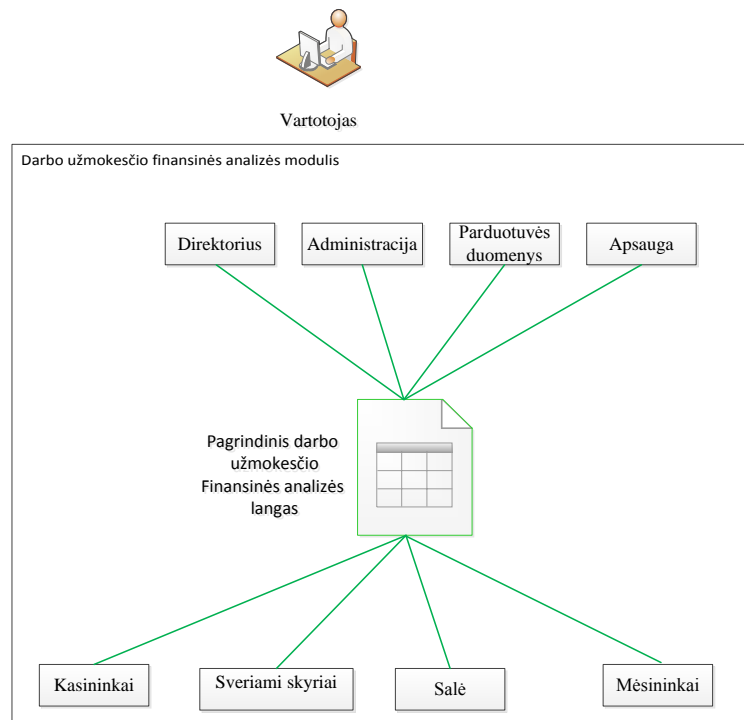 Vartotojas
Darbo užmokesčio finansinės analizės modulis
Direktorius
Administracija
Parduotuvės
duomenys
Apsauga
Pagrindinis darbo
užmokesčio
Finansinės analizės
langas
Kasininkai
Sveriami skyriai
Salė
Mėsininkai